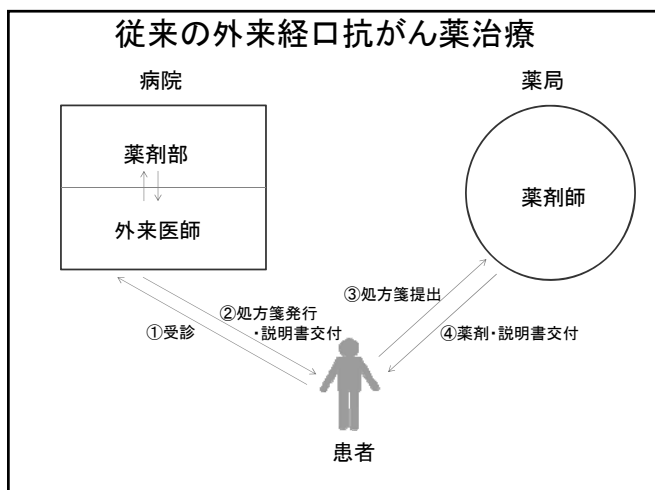 従来の外来経口抗がん薬治療
病院
薬局
薬剤部
外来医師
薬剤師
①受診
②処方箋発行
・説明書交付
③処方箋提出
④薬剤・説明書交付
患者